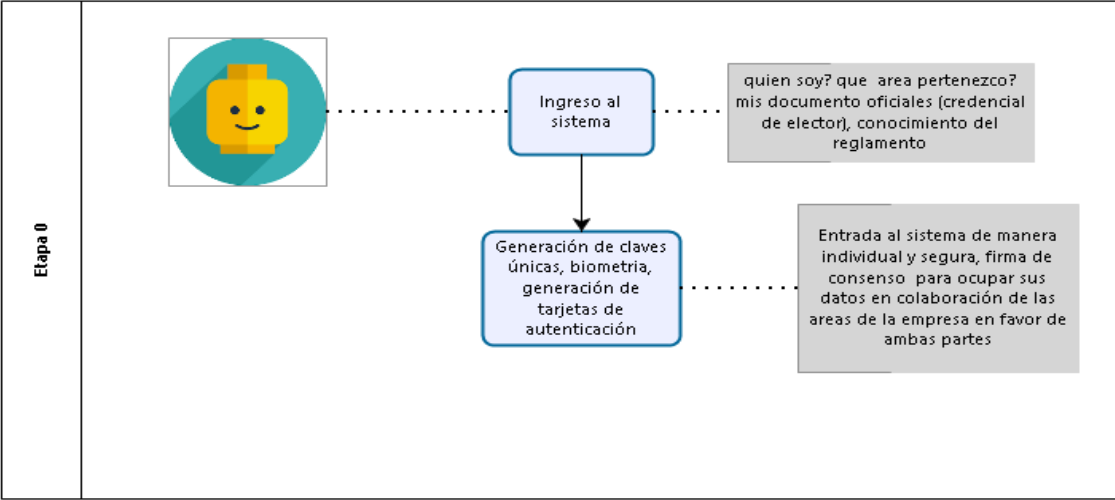 Etapa 0
Ingreso al
sistema
quien soy? que area pertenezco?
mis documento oficiales (credencial
de elector), conocimiento del
reglamento
Generación de claves
únicas, biometria,
generación de
tarjetas de
autenticación
Entrada al sistema de manera
individual y segura, firma de
consenso para ocupar sus
datos en colaboración de las
areas de la empresa en favor de
ambas partes